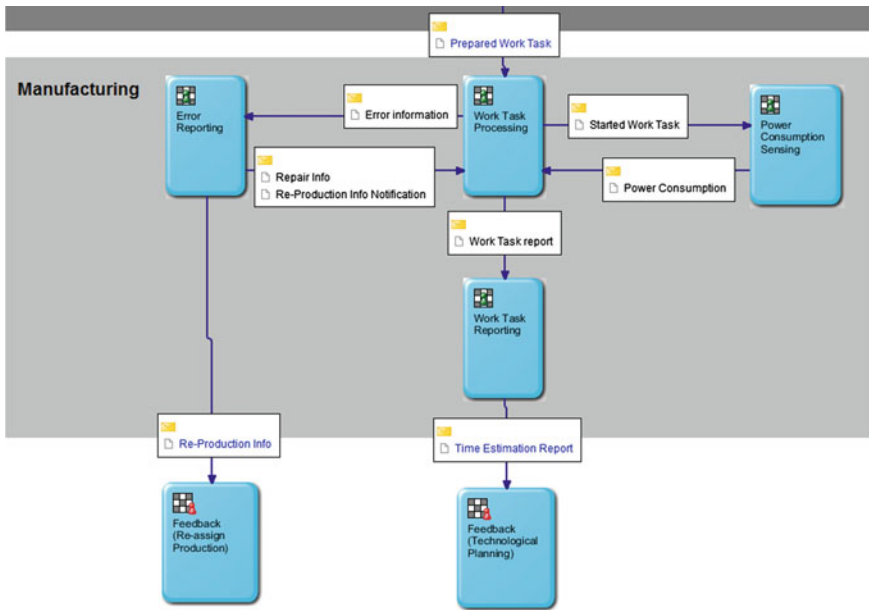 Prepared Work Task
Manufacturing
Error
Reporting
Error information
Work Task
Processing
Started Work Task
Power
Consumption
Sensing
Repair Info
Re-Production Info Notification
Power Consumption
Work Task report
Work Task
Reporting
Re-Production Info
Time Estimation Report
Feedback
(Re-assign
Production)
Feedback
(Technological
Planning)